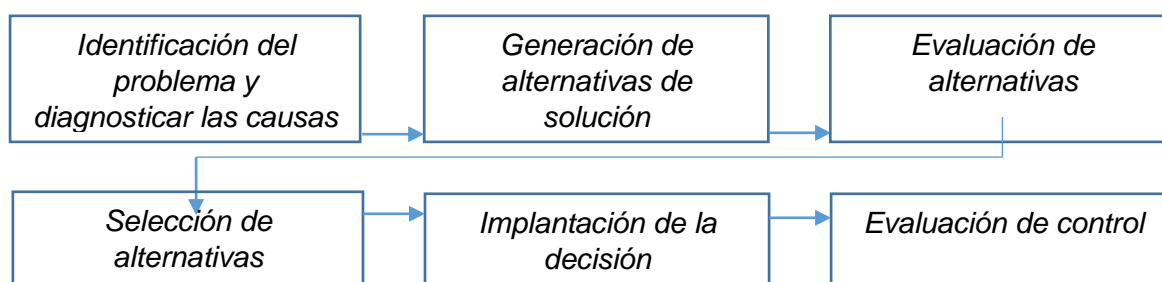 Identificación del
problema y
diagnosticar las causas
Generación de
alternativas de
solución
Evaluación de
alternativas
Selección de
alternativas
Implantación de la
decisión
Evaluación de control